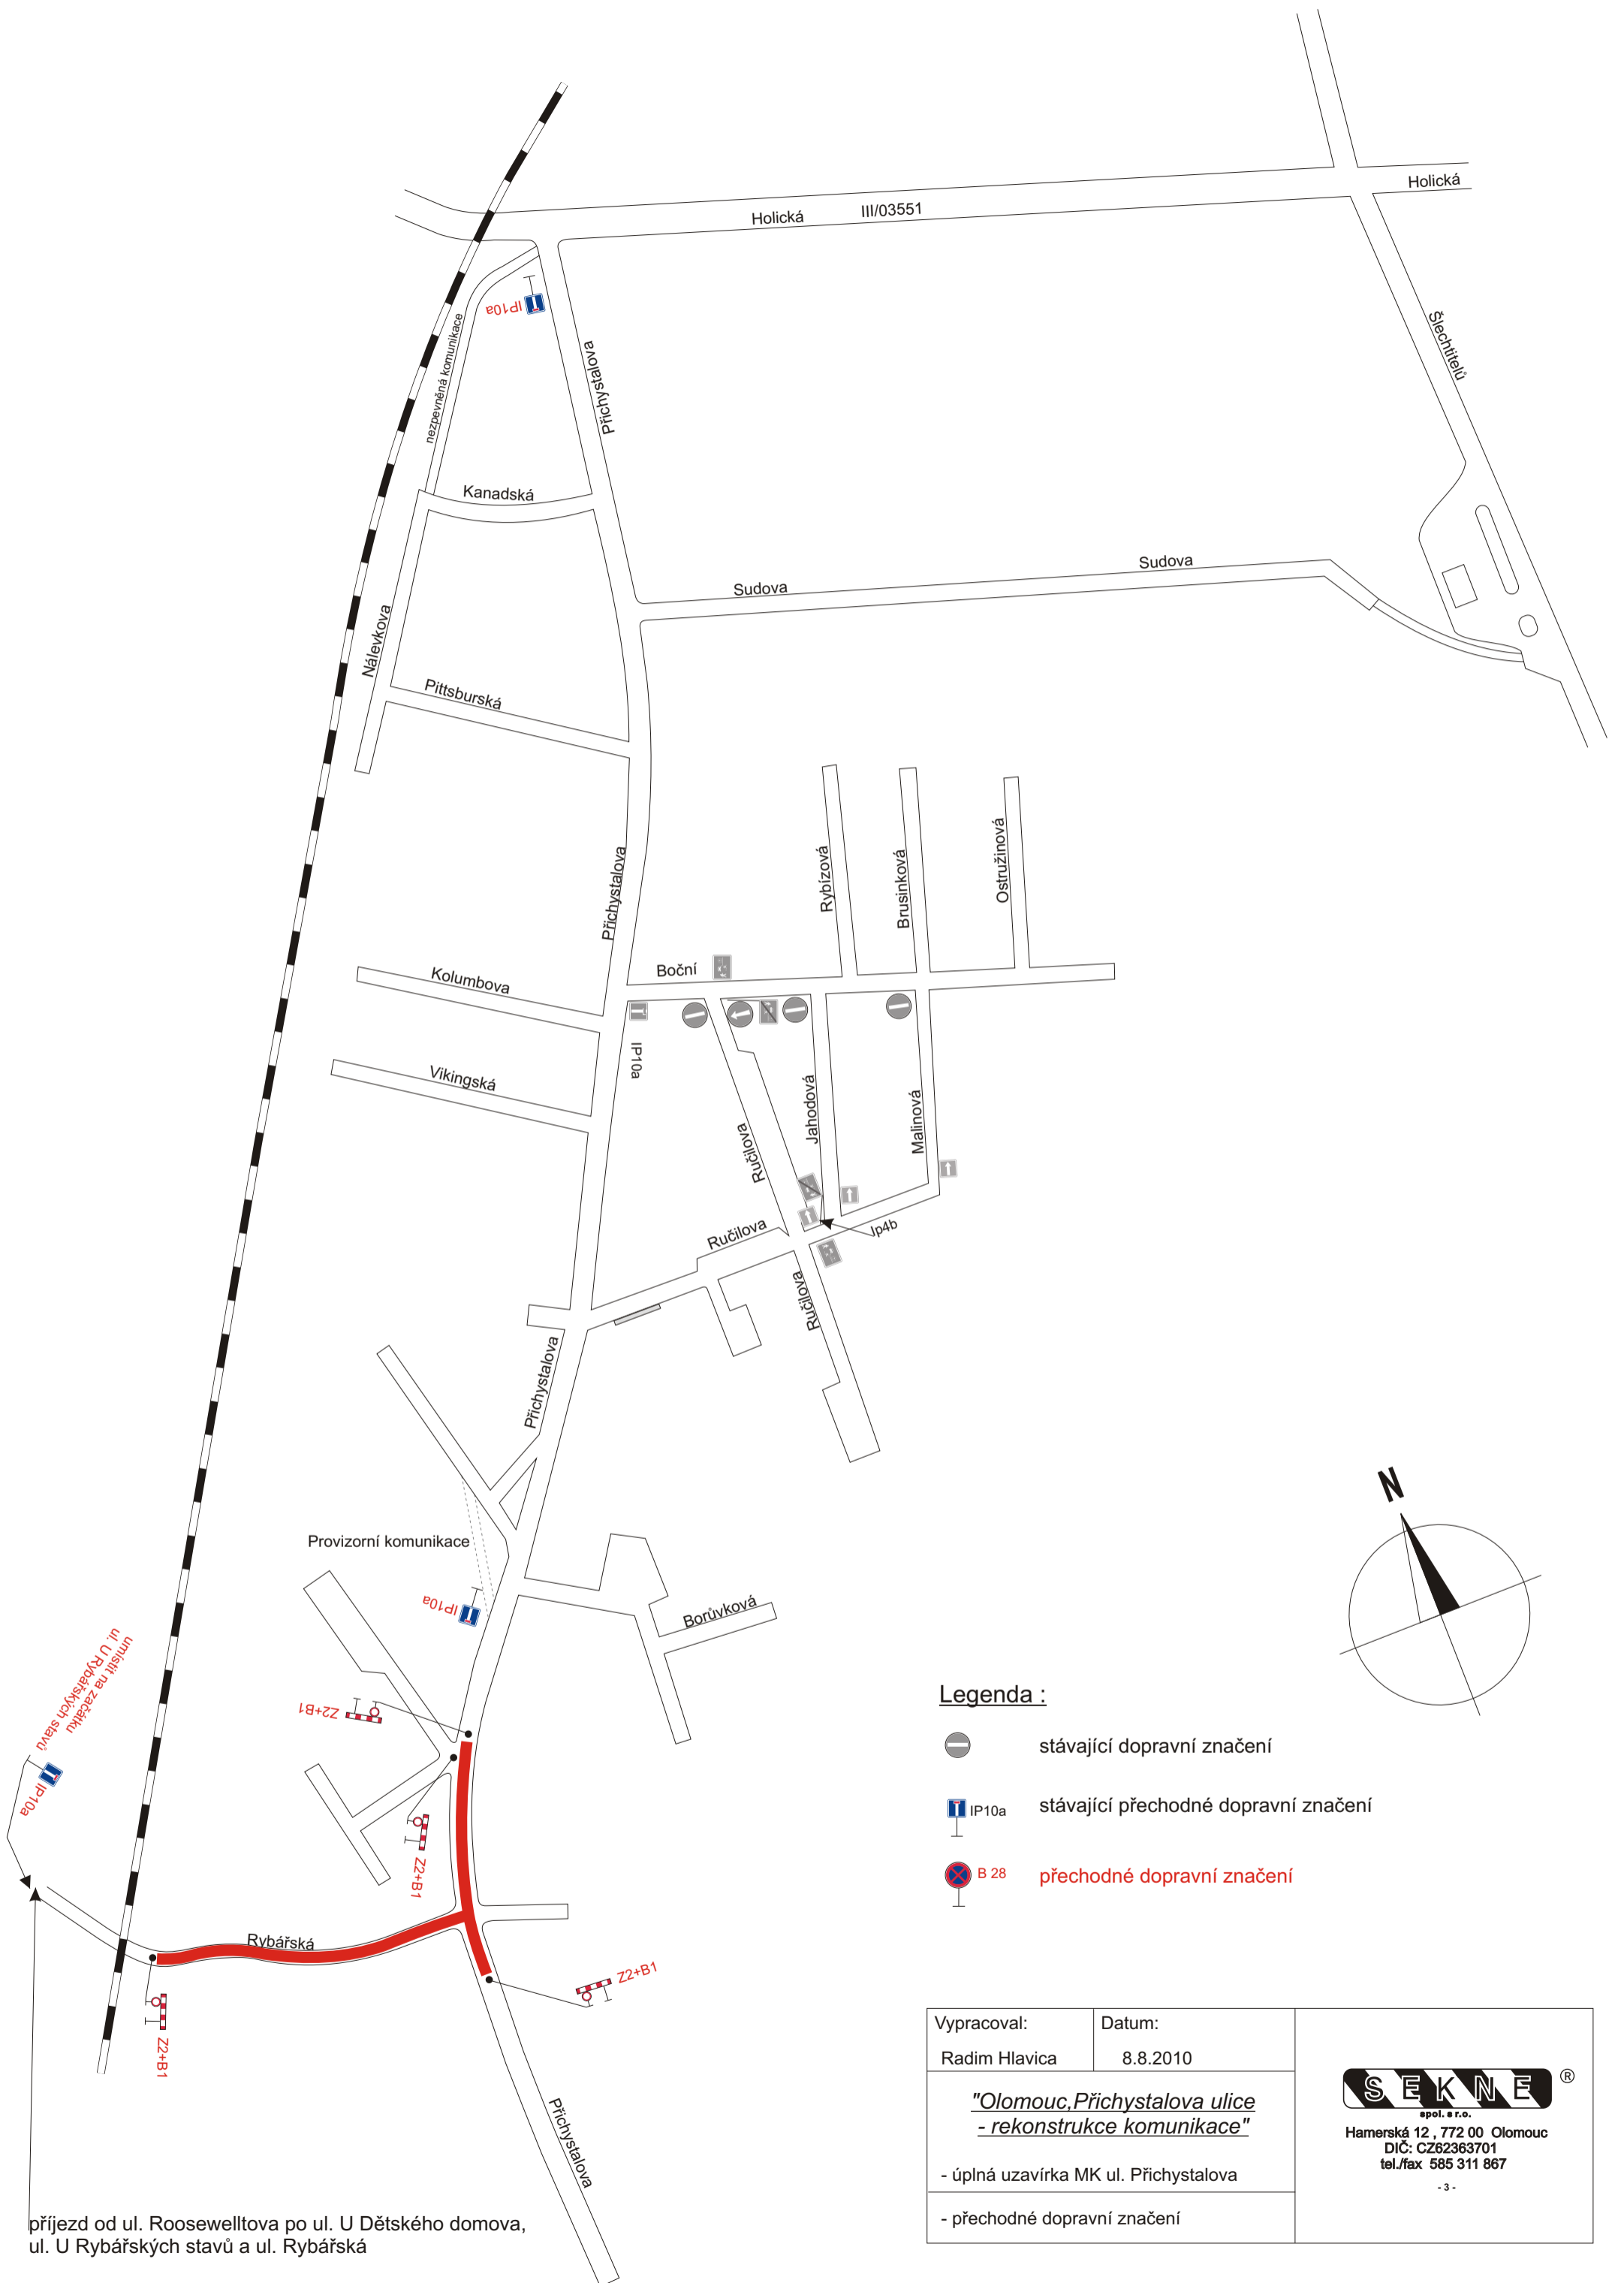 Holická
Holická
III/03551
IP10a
nezpevněná komunikace
Přichystalova
Šlechtitelů
Kanadská
Sudova
Sudova
Nálevkova
Pittsburská
Přichystalova
Rybízová
Brusinková
Ostružinová
Boční
Kolumbova
IP10a
Vikingská
Ručilova
Jahodová
Malinová
Ručilova
Ip4b
Ručilova
Přichystalova
N
Provizorní komunikace
IP10a
Borůvková
umístit na začátku
ul. U Rybářských stavů
IP10a
Z2+B1
Z2+B1
Rybářská
Z2+B1
Z2+B1
Přichystalova
Legenda :
stávající dopravní značení
IP10a
stávající přechodné dopravní značení
B 28
přechodné dopravní značení
příjezd od ul. Roosewelltova po ul. U Dětského domova,
ul. U Rybářských stavů a ul. Rybářská
Vypracoval:
Radim Hlavica
Datum:
8.8.2010
"Olomouc,Přichystalova ulice
- rekonstrukce komunikace"
- úplná uzavírka MK ul. Přichystalova
- přechodné dopravní značení
SEKNE ®
spol. s r.o.
Hamerská 12 , 772 00 Olomouc
DIČ: CZ62363701
tel./fax 585 311 867
- 3 -